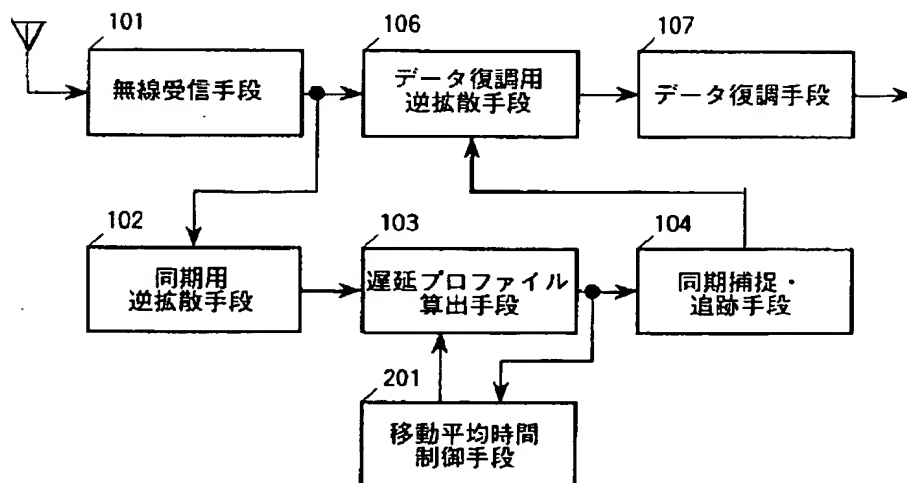 101
無線受信手段
106
データ復調用
逆拡散手段
107
データ復調手段
102
同期用
逆拡散手段
103
遅延プロファイル
算出手段
104
同期捕捉・
追跡手段
201
移動平均時間
制御手段